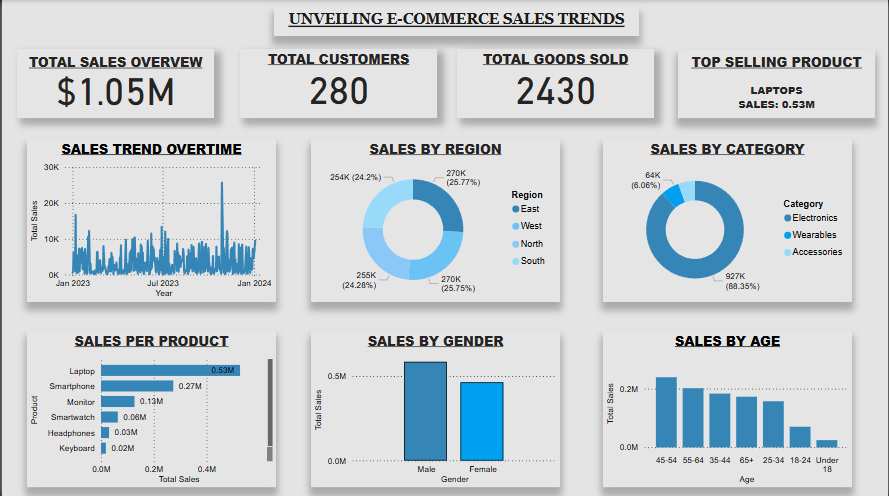 UNVEILING E-COMMERCE SALES TRENDS
TOTAL SALES OVERVEW
$1.05M
TOTAL CUSTOMERS
280
TOTAL GOODS SOLD
2430
TOP SELLING PRODUCT
LAPTOPS
SALES: 0.53M
SALES TREND OVERTIME
30K
20K
10K
0K
Total Sales
Jan 2023 Jul 2023 Jan 2024
Year
SALES BY REGION
254K (24.2%)
270K
(25.77%)
255K
(24.28%)
270K
(25.75%)
Region
East
West
North
South
SALES BY CATEGORY
64K
(6.06%)
927K
(88.35%)
Category
Electronics
Wearables
Accessories
SALES PER PRODUCT
Product
Laptop 0.53M
Smartphone 0.27M
Monitor 0.13M
Smartwatch 0.06M
Headphones 0.03M
Keyboard 0.02M
0.0M 0.2M 0.4M
Total Sales
SALES BY GENDER
Total Sales
0.5M
0.0M
Male Female
Gender
SALES BY AGE
Total Sales
0.2M
0.0M
45-54 55-64 35-44 65+ 25-34 18-24 Under
18
Age